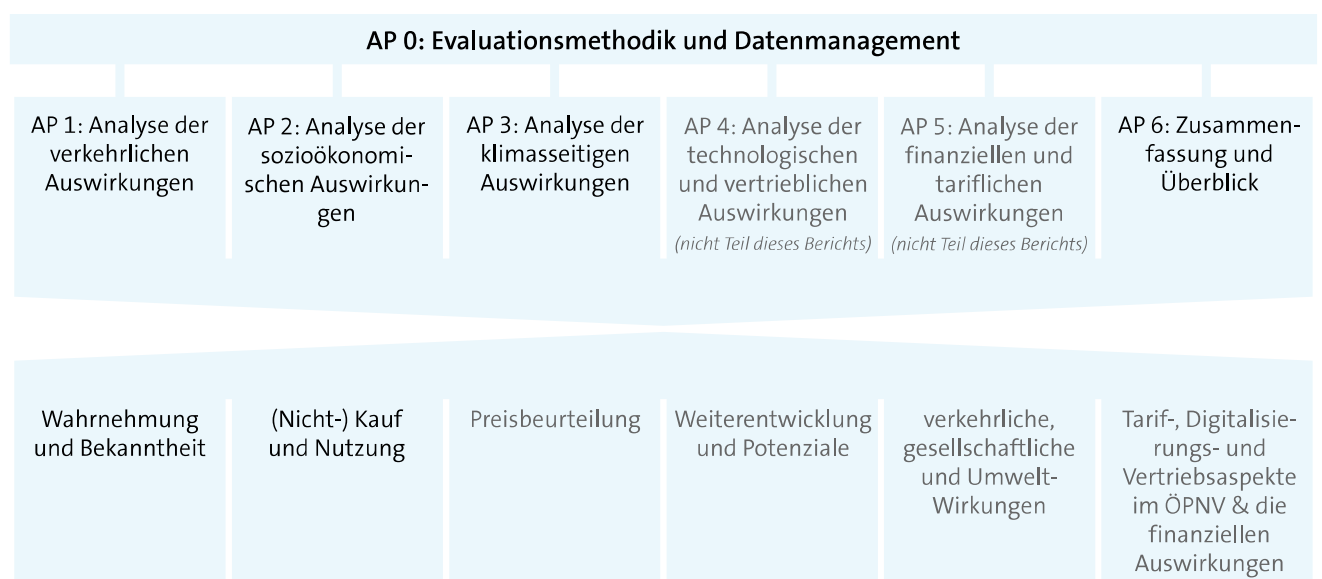 AP 0: Evaluationsmethodik und Datenmanagement
AP 1: Analyse der
verkehrlichen
Auswirkungen
AP 2: Analyse der
sozioökonomi-
schen Auswirkun-
gen
AP 3: Analyse der
klimasseitigen
Auswirkungen
AP 4: Analyse der
technologischen
und vertrieblichen
Auswirkungen
(nicht Teil dieses Berichts)
AP 5: Analyse der
finanziellen und
tariflichen
Auswirkungen
(nicht Teil dieses Berichts)
AP 6: Zusammen-
fassung und
Überblick
Wahrnehmung
und Bekanntheit
(Nicht-) Kauf
und Nutzung
Preisbeurteilung
Weiterentwicklung
und Potenziale
verkehrliche,
gesellschaftliche
und Umwelt-
Wirkungen
Tarif-, Digitalisie-
rungs- und
Vertriebsaspekte
im ÖPNV & die
finanziellen
Auswirkungen